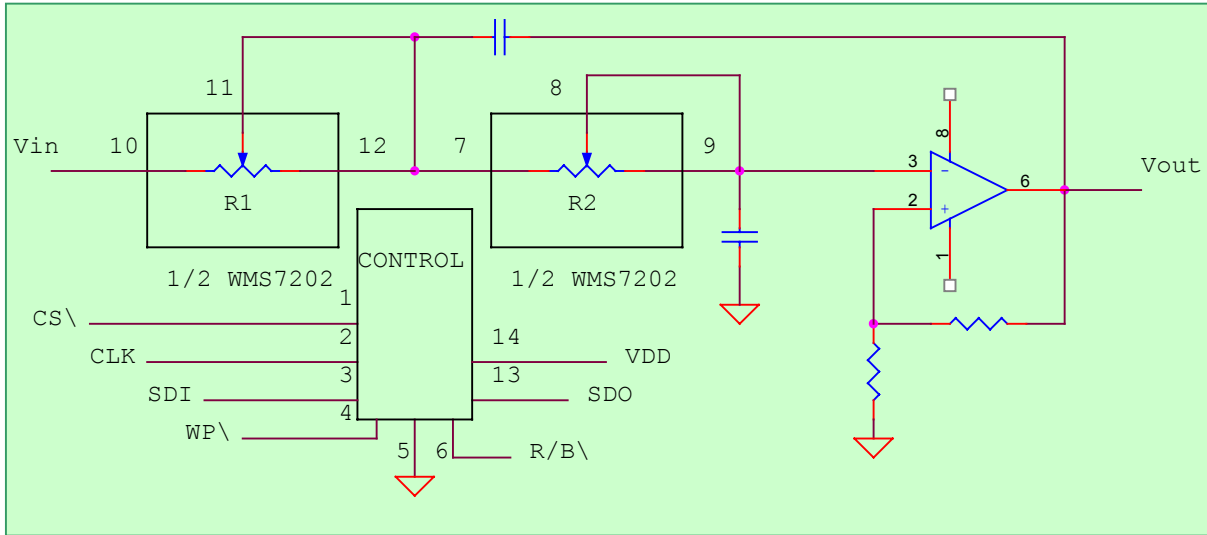 11
8
8
Vin
10
12
7
9
3
-
Vout
6
R1
R2
2
+
CONTROL
1
1/2 WMS7202
1/2 WMS7202
1
CS\
2
14
CLK
VDD
3
13
SDI
SDO
4
WP\
5
6
R/B\